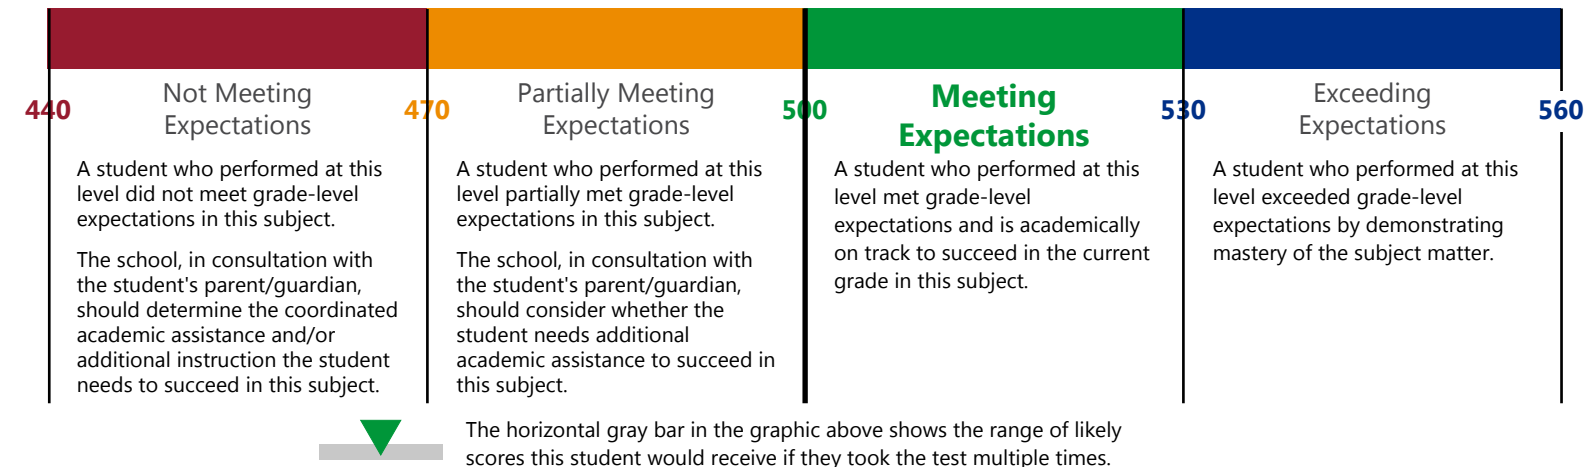 440
Not Meeting
Expectations
470
Partially Meeting
Expectations
500
Meeting
Expectations
530
Exceeding
Expectations
560
A student who performed at this
level did not meet grade-level
expectations in this subject.
The school, in consultation with
the student's parent/guardian,
should determine the coordinated
academic assistance and/or
additional instruction the student
needs to succeed in this subject.
A student who performed at this
level partially met grade-level
expectations in this subject.
The school, in consultation with
the student's parent/guardian,
should consider whether the
student needs additional
academic assistance to succeed in
this subject.
A student who performed at this
level met grade-level
expectations and is academically
on track to succeed in the current
grade in this subject.
A student who performed at this
level exceeded grade-level
expectations by demonstrating
mastery of the subject matter.
The horizontal gray bar in the graphic above shows the range of likely
scores this student would receive if they took the test multiple times.